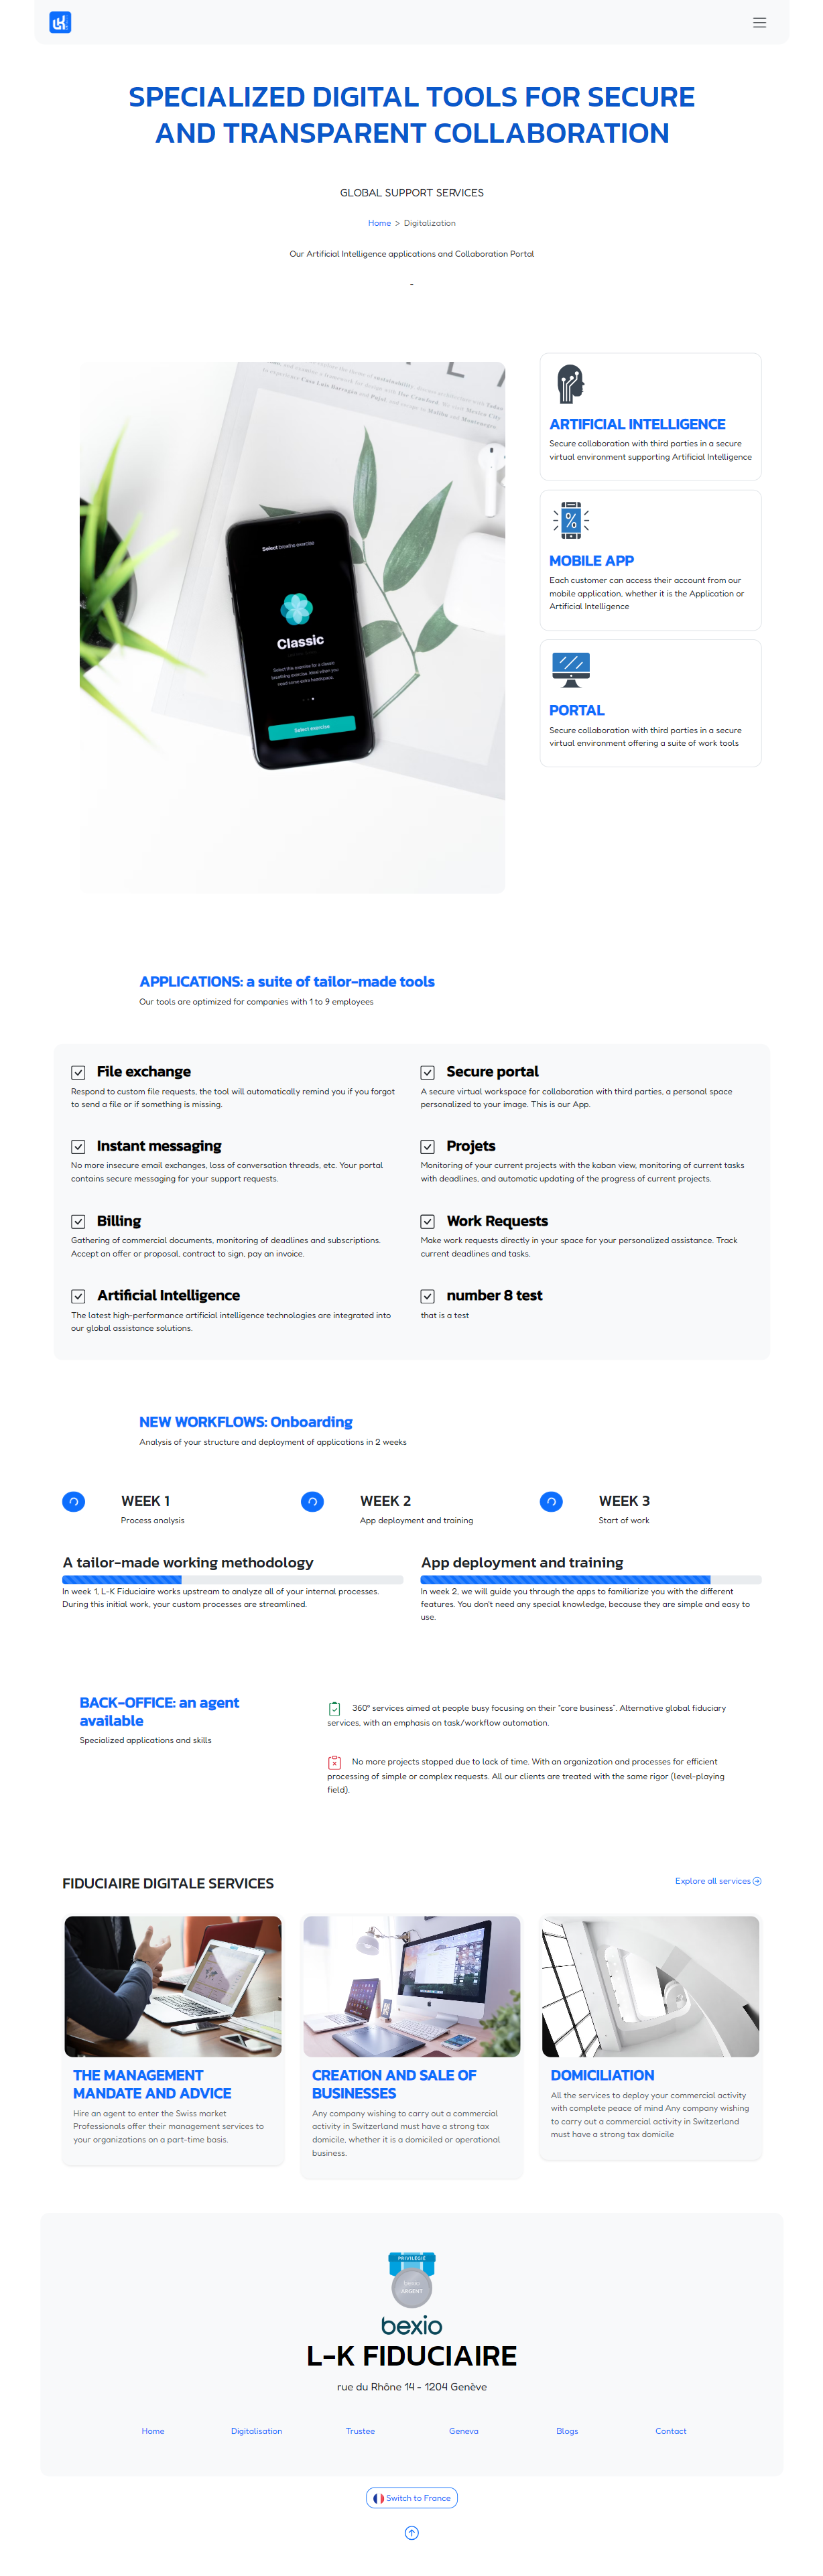 SPECIALIZED DIGITAL TOOLS FOR SECURE
AND TRANSPARENT COLLABORATION
GLOBAL SUPPORT SERVICES
Home > Digitalization
Our Artificial Intelligence applications and Collaboration Portal
-
Select breathe exercise
Classic
Select this exercise for a classic
breathing exercise. Ideal when you
need some extra headspace.
Select exercise
ARTIFICIAL INTELLIGENCE
Secure collaboration with third parties in a secure
virtual environment supporting Artificial Intelligence
MOBILE APP
Each customer can access their account from our
mobile application, whether it is the Application or
Artificial Intelligence
PORTAL
Secure collaboration with third parties in a secure
virtual environment offering a suite of work tools
APPLICATIONS: a suite of tailor-made tools
Our tools are optimized for companies with 1 to 9 employees
File exchange
Respond to custom file requests, the tool will automatically remind you if you forgot
to send a file or if something is missing.
Secure portal
A secure virtual workspace for collaboration with third parties, a personal space
personalized to your image. This is our App.
Instant messaging
No more insecure email exchanges, loss of conversation threads, etc. Your portal
contains secure messaging for your support requests.
Projets
Monitoring of your current projects with the kaban view, monitoring of current tasks
with deadlines, and automatic updating of the progress of current projects.
Billing
Gathering of commercial documents, monitoring of deadlines and subscriptions.
Accept an offer or proposal, contract to sign, pay an invoice.
Work Requests
Make work requests directly in your space for your personalized assistance. Track
current deadlines and tasks.
Artificial Intelligence
The latest high-performance artificial intelligence technologies are integrated into
our global assistance solutions.
number 8 test
that is a test
NEW WORKFLOWS: Onboarding
Analysis of your structure and deployment of applications in 2 weeks
WEEK 1
Process analysis
WEEK 2
App deployment and training
WEEK 3
Start of work
A tailor-made working methodology
In week 1, L-K Fiduciaire works upstream to analyze all of your internal processes.
During this initial work, your custom processes are streamlined.
App deployment and training
In week 2, we will guide you through the apps to familiarize you with the different
features. You don't need any special knowledge, because they are simple and easy to
use.
BACK-OFFICE: an agent
available
Specialized applications and skills
360° services aimed at people busy focusing on their "core business". Alternative global fiduciary
services, with an emphasis on task/workflow automation.
No more projects stopped due to lack of time. With an organization and processes for efficient
processing of simple or complex requests. All our clients are treated with the same rigor (level-playing
field).
FIDUCIAIRE DIGITALE SERVICES
Explore all services
THE MANAGEMENT
MANDATE AND ADVICE
Hire an agent to enter the Swiss market
Professionals offer their management services to
your organizations on a part-time basis.
CREATION AND SALE OF
BUSINESSES
Any company wishing to carry out a commercial
activity in Switzerland must have a strong tax
domicile, whether it is a domiciled or operational
business.
DOMICILIATION
All the services to deploy your commercial activity
with complete peace of mind Any company wishing
to carry out a commercial activity in Switzerland
must have a strong tax domicile
PRIVILÉGIÉ
ARGENT
bexio
L-K FIDUCIAIRE
rue du Rhône 14 - 1204 Genève
Home
Digitalisation
Trustee
Geneva
Blogs
Contact
Switch to France